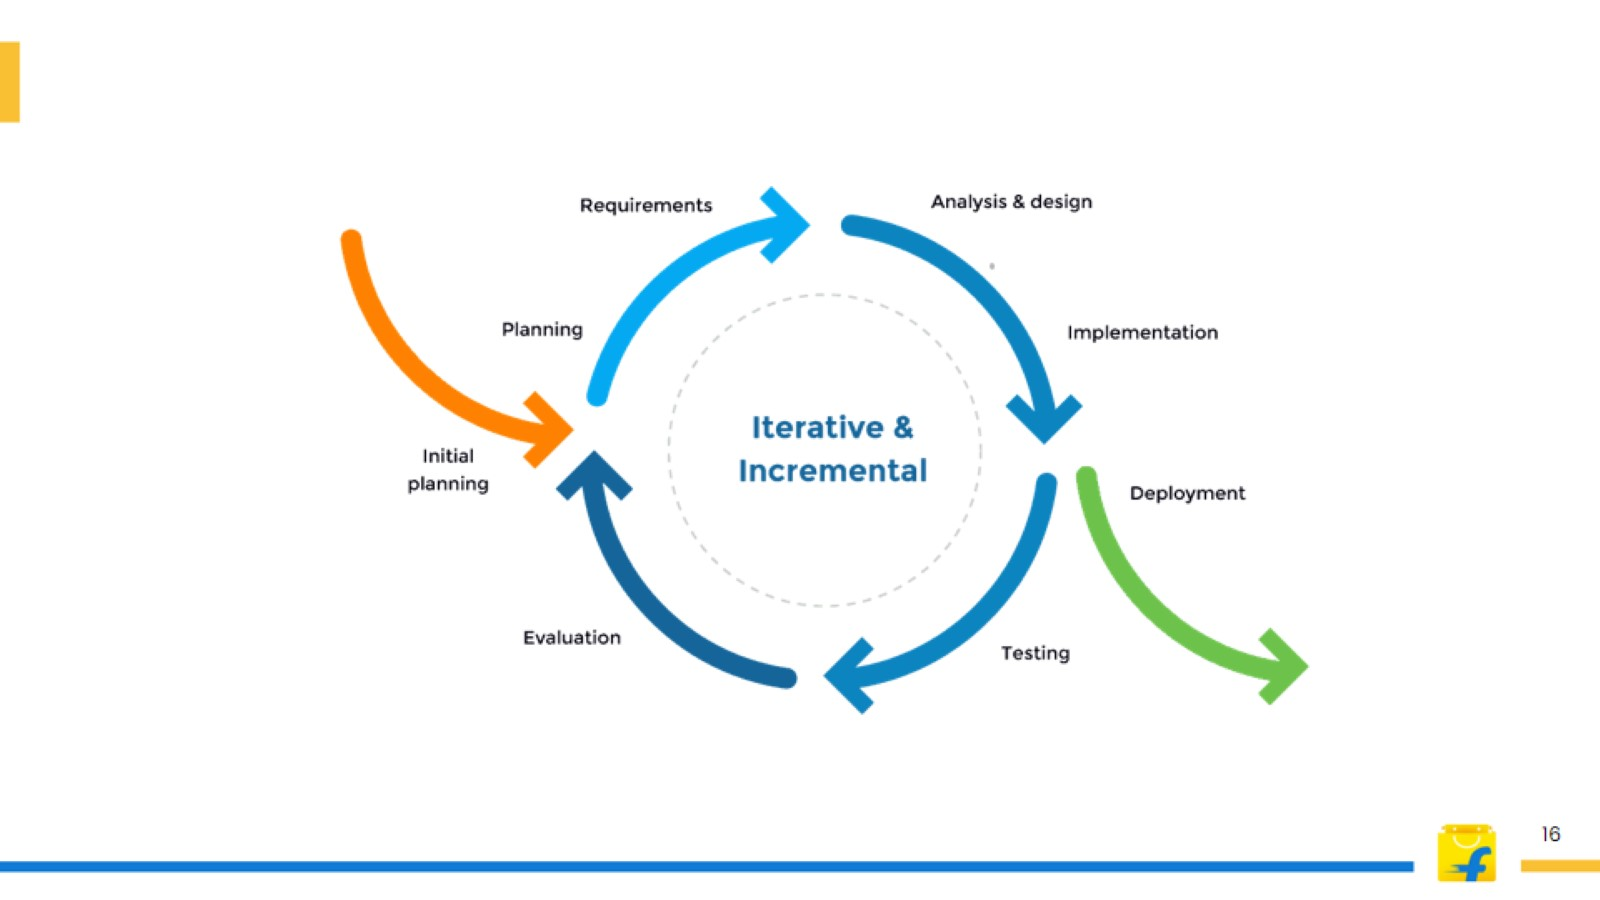 Requirements
Analysis & design
Planning
Implementation
Iterative &
Incremental
Initial
planning
Deployment
Evaluation
Testing
16
f